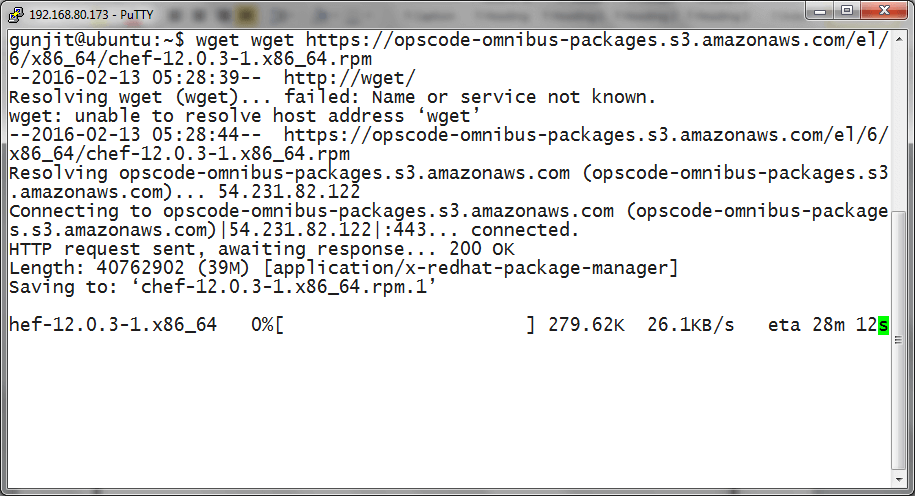 192.168.80.173 - PuTTY
gunjit@ubuntu:~$ wget wget https://opscode-omnibus-packages.s3.amazonaws.com/el/
6/x86_64/chef-12.0.3-1.x86_64.rpm
--2016-02-13 05:28:39--  http://wget/
Resolving wget (wget)... failed: Name or service not known.
wget: unable to resolve host address ‘wget’
--2016-02-13 05:28:44--  https://opscode-omnibus-packages.s3.amazonaws.com/el/6/
x86_64/chef-12.0.3-1.x86_64.rpm
Resolving opscode-omnibus-packages.s3.amazonaws.com (opscode-omnibus-packages.s3
.amazonaws.com)... 54.231.82.122
Connecting to opscode-omnibus-packages.s3.amazonaws.com (opscode-omnibus-package
s.s3.amazonaws.com)|54.231.82.122|:443... connected.
HTTP request sent, awaiting response... 200 OK
Length: 40762902 (39M) [application/x-redhat-package-manager]
Saving to: ‘chef-12.0.3-1.x86_64.rpm.1’
hef-12.0.3-1.x86_64   0%[                      ] 279.62K  26.1KB/s   eta 28m 12s